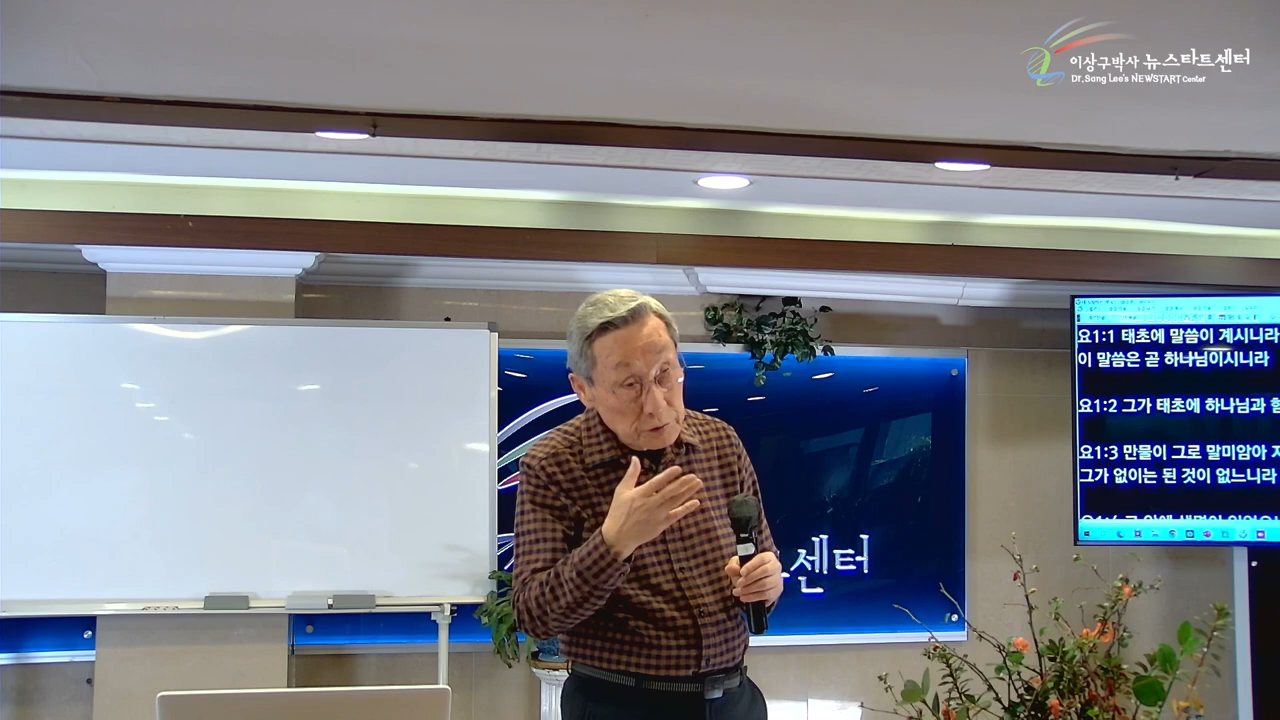 이상구박사 뉴스타트센터
Dr. Sang Lee's NEWSTART Center
요1:1 태초에 말씀이 계시니라
이 말씀은 곧 하나님이시니라
요1:2 그가 태초에 하나님과 함
요1:3 만물이 그로 말미암아 지
그가 없이는 된 것이 없느니라
센터